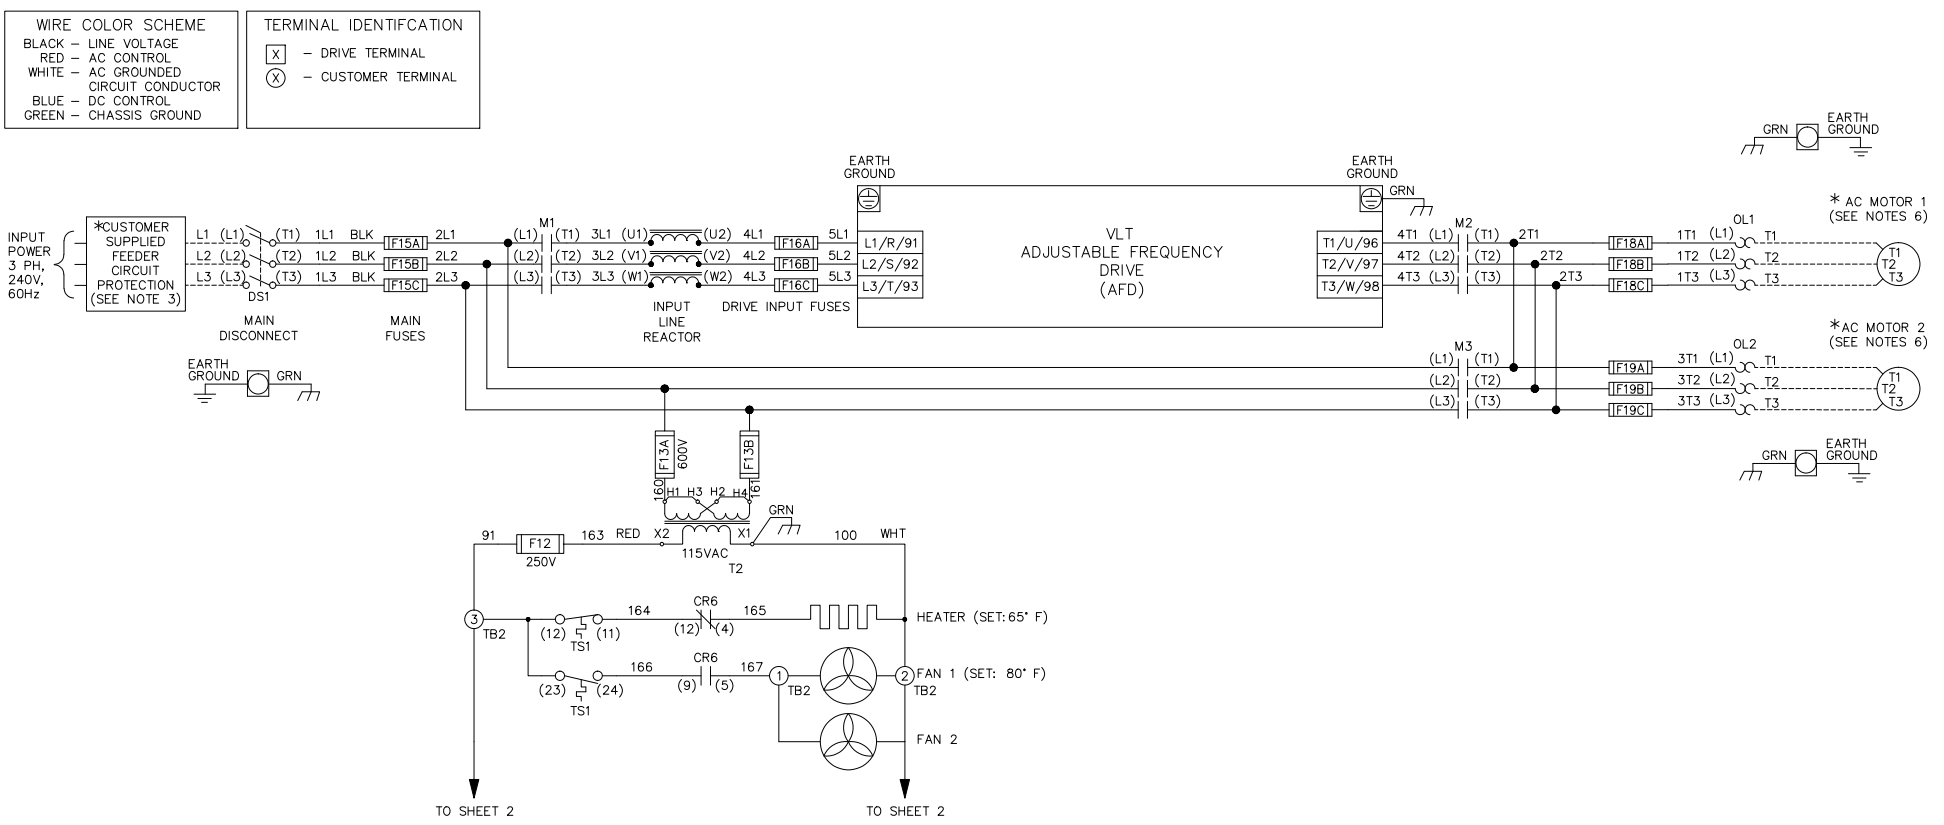 WIRE COLOR SCHEME
BLACK – LINE VOLTAGE
RED – AC CONTROL
WHITE – AC GROUNDED
CIRCUIT CONDUCTOR
BLUE – DC CONTROL
GREEN – CHASSIS GROUND
TERMINAL IDENTIFCATION
X – DRIVE TERMINAL
X – CUSTOMER TERMINAL
GRN EARTH GROUND
INPUT
POWER
3 PH,
240V,
60Hz
*CUSTOMER
SUPPLIED
FEEDER
CIRCUIT
PROTECTION
(SEE NOTE 3)
L1 (L1) (T1) 1L1 BLK F15A 2L1 (L1) M1 (T1) 3L1 (U1) (U2) 4L1 F16A 5L1
L2 (L2) (T2) 1L2 BLK F15B 2L2 (L2) (T2) 3L2 (V1) (V2) 4L2 F16B 5L2
L3 (L3) (T3) 1L3 BLK F15C 2L3 (L3) (T3) 3L3 (W1) (W2) 4L3 F16C 5L3
DS1
MAIN
DISCONNECT
MAIN
FUSES
INPUT
LINE
REACTOR
DRIVE INPUT FUSES
EARTH
GROUND
EARTH
GROUND
GRN
L1/R/91
L2/S/92
L3/T/93
VLT
ADJUSTABLE FREQUENCY
DRIVE
(AFD)
T1/U/96
T2/V/97
T3/W/98
4T1 (L1) M2 (T1) 2T1 F18A 1T1 (L1) OL1 T1
4T2 (L2) (T2) 2T2 F18B 1T2 (L2) T2
4T3 (L3) (T3) 2T3 F18C 1T3 (L3) T3
* AC MOTOR 1
(SEE NOTES 6)
T1
T2
T3
EARTH
GROUND
GRN
(L1) M3 (T1) F19A 3T1 (L1) OL2 T1
(L2) (T2) F19B 3T2 (L2) T2
(L3) (T3) F19C 3T3 (L3) T3
* AC MOTOR 2
(SEE NOTES 6)
T1
T2
T3
GRN EARTH GROUND
F13A
600V
F13B
160
161
H1 H3 H2 H4
GRN
91 F12 163 RED X2 X1 100 WHT
250V
115VAC
T2
3
TB2
(12) (11)
TS1
164
CR6
(12) (4)
165
HEATER (SET:65° F)
(23) (24)
TS1
166
CR6
(9) (5)
167
1
TB2
2
TB2
FAN 1 (SET: 80° F)
FAN 2
TO SHEET 2
TO SHEET 2